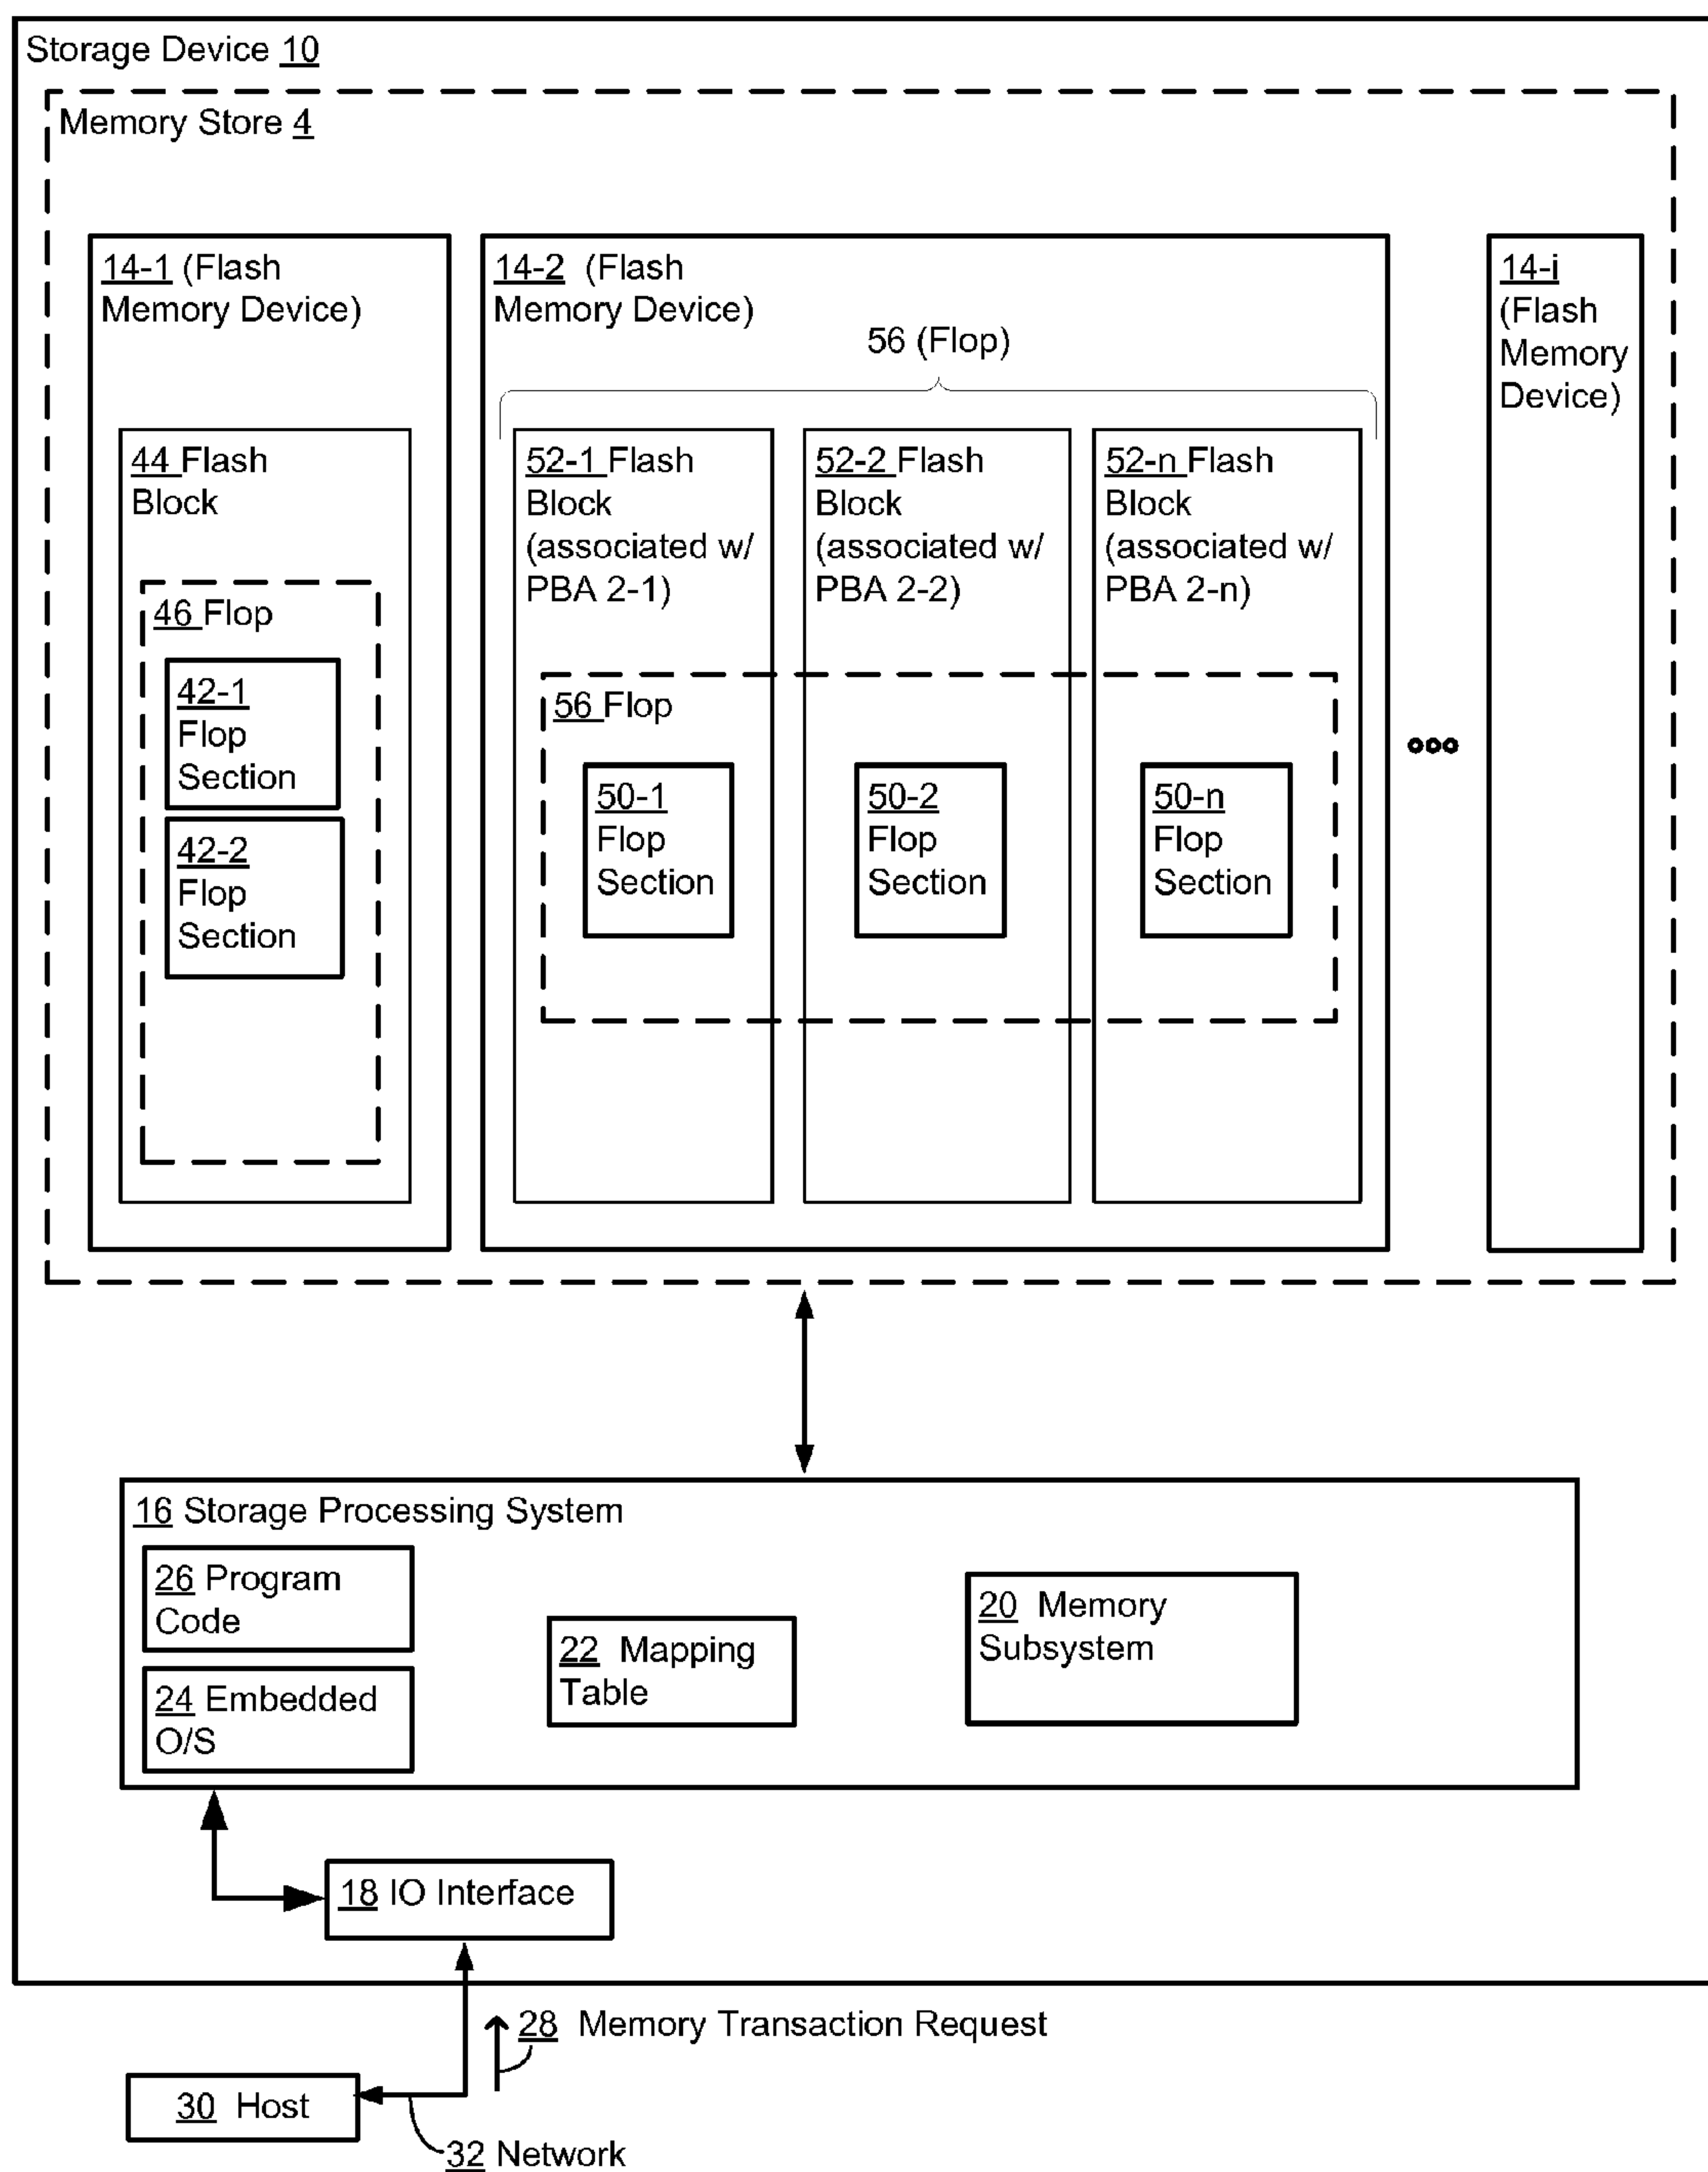 Storage Device 10
Memory Store 4
14-1 (Flash
Memory Device)
44 Flash
Block
46 Flop
42-1
Flop
Section
42-2
Flop
Section
14-2 (Flash
Memory Device)
56 (Flop)
52-1 Flash
Block
(associated w/
PBA 2-1)
52-2 Flash
Block
(associated w/
PBA 2-2)
52-n Flash
Block
(associated w/
PBA 2-n)
56 Flop
50-1
Flop
Section
50-2
Flop
Section
50-n
Flop
Section
14-i
(Flash
Memory
Device)
16 Storage Processing System
26 Program
Code
24 Embedded
O/S
22 Mapping
Table
20 Memory
Subsystem
18 IO Interface
28 Memory Transaction Request
30 Host
32 Network